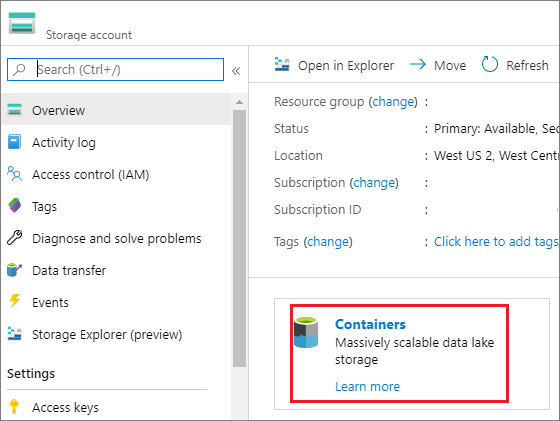 Storage account
Search (Ctrl+/)
«
Overview
Activity log
Access control (IAM)
Tags
Diagnose and solve problems
Data transfer
Events
Storage Explorer (preview)
Settings
Access keys
Open in Explorer
Move
Refresh
Resource group (change) :
Status : Primary: Available, Sec
Location : West US 2, West Centr
Subscription (change) :
Subscription ID :
Tags (change) : Click here to add tags
Containers
Massively scalable data lake
storage
Learn more